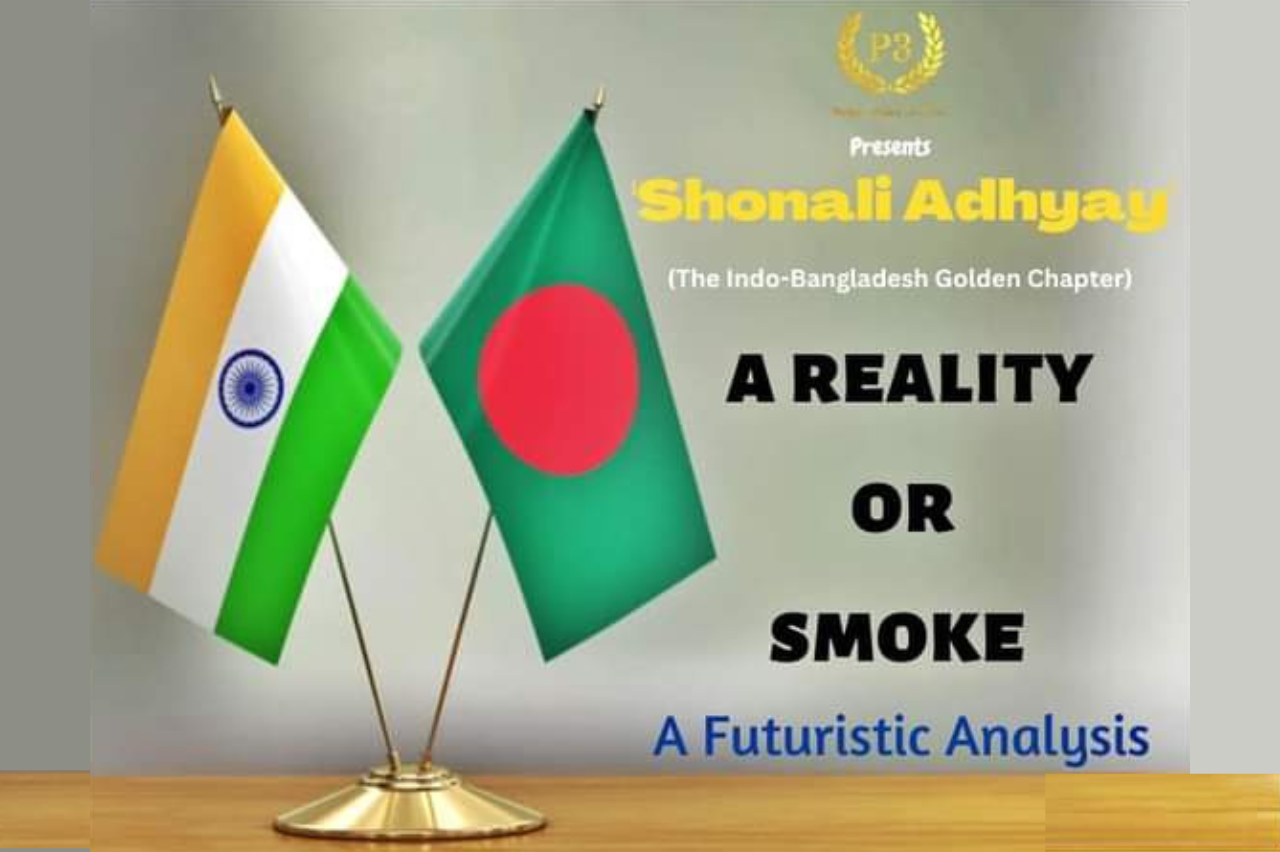 P3
Presents
'Shonali Adhyay'
(The Indo-Bangladesh Golden Chapter)
A REALITY
OR
SMOKE
A Futuristic Analysis